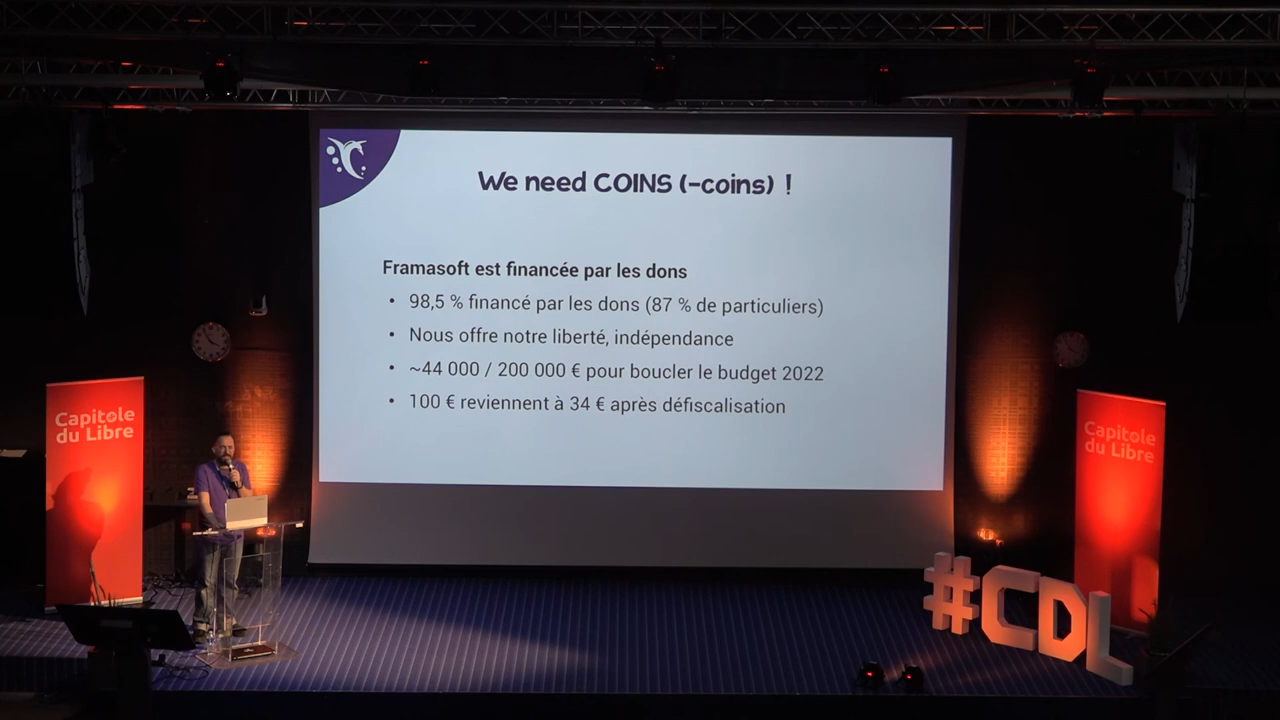 We need COINS (-coins) !
Framasoft est financée par les dons
• 98,5 % financé par les dons (87 % de particuliers)
• Nous offre notre liberté, indépendance
• ~44 000 / 200 000 € pour boucler le budget 2022
• 100 € reviennent à 34 € après défiscalisation
Capitole
du Libre
Capitole
du Libre
#CDL